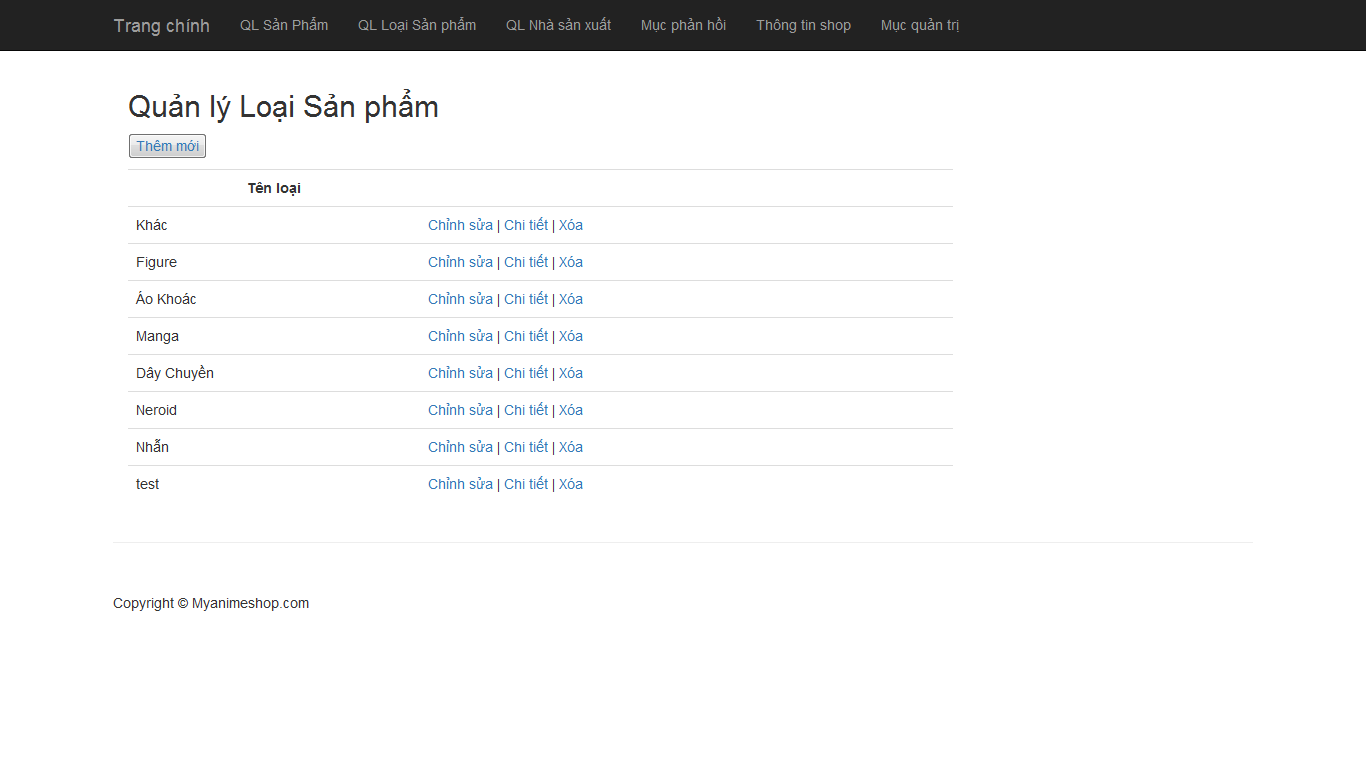 Trang chính QL Sản Phẩm QL Loại Sản phẩm QL Nhà sản xuất Mục phản hồi Thông tin shop Mục quản trị
Quản lý Loại Sản phẩm
Thêm mới
Tên loại
Khác Chỉnh sửa | Chi tiết | Xóa
Figure Chỉnh sửa | Chi tiết | Xóa
Áo Khoác Chỉnh sửa | Chi tiết | Xóa
Manga Chỉnh sửa | Chi tiết | Xóa
Dây Chuyền Chỉnh sửa | Chi tiết | Xóa
Neroid Chỉnh sửa | Chi tiết | Xóa
Nhẫn Chỉnh sửa | Chi tiết | Xóa
test Chỉnh sửa | Chi tiết | Xóa
Copyright © Myanimeshop.com